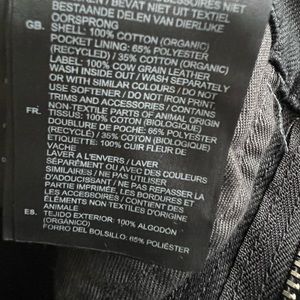 BESTAANDE DELEN VAN DIERLIJKE
OORSPRONG
GB. SHELL: 100% COTTON (ORGANIC)
POCKET LINING: 65% POLYESTER
(RECYCLED) / 35% COTTON (ORGANIC)
LABEL: 100% COW GRAIN LEATHER
WASH INSIDE OUT / WASH SEPARATELY
OR WITH SIMILAR COLOURS / DO NOT
USE SOFTENER / DO NOT IRON PRINT
TRIMS AND ACCESSORIES / CONTAINS
NON-TEXTILE PARTS OF ANIMAL ORIGIN
FR. TISSUS: 100% COTON (BIOLOGIQUE)
DOUBLURE DE POCHE: 65% POLYESTER
(RECYCLÉ) / 35% COTON (BIOLOGIQUE)
ÉTIQUETTE: 100% CUIR FLEUR DE
VACHE
LAVER À L'ENVERS / LAVER
SÉPARÉMENT OU AVEC DES COULEURS
SIMILAIRES / NE PAS UTILISER
D'ADOUCISSANT / NE PAS REPASSER LA
PARTIE IMPRIMÉE, LES BORDURES ET
LES ACCESSOIRES / CONTIENT DES
ÉLÉMENTS NON TEXTILES D'ORIGINE
ANIMALE
ES. TEJIDO EXTERIOR: 100% ALGODÓN
(ORGÁNICO)
FORRO DEL BOLSILLO: 65% POLIÉSTER